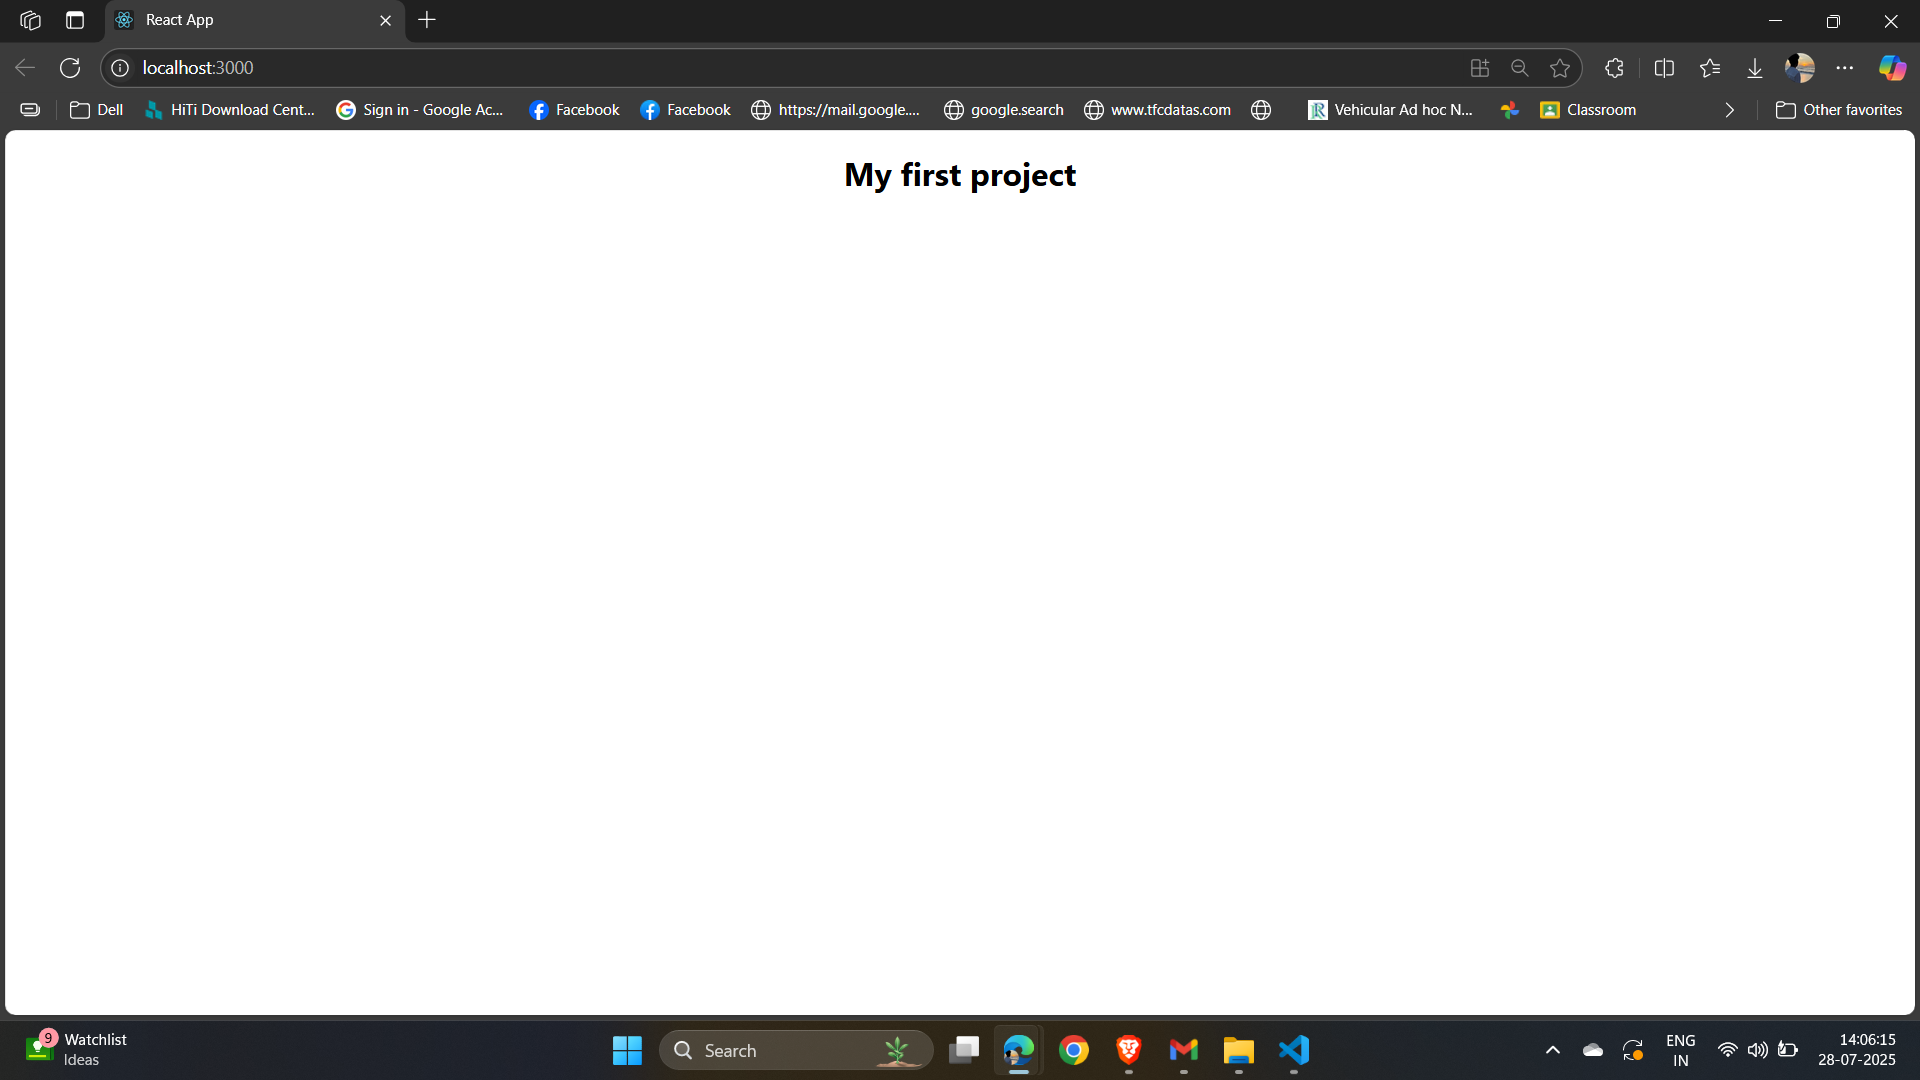 React App
localhost:3000
Dell
HiTi Download Cent...
Sign in - Google Ac...
Facebook
Facebook
https://mail.google....
google.search
www.tfcdatas.com
Vehicular Ad hoc N...
Classroom
Other favorites
My first project
9
Watchlist
Ideas
Search
ENG
IN
14:06:15
28-07-2025